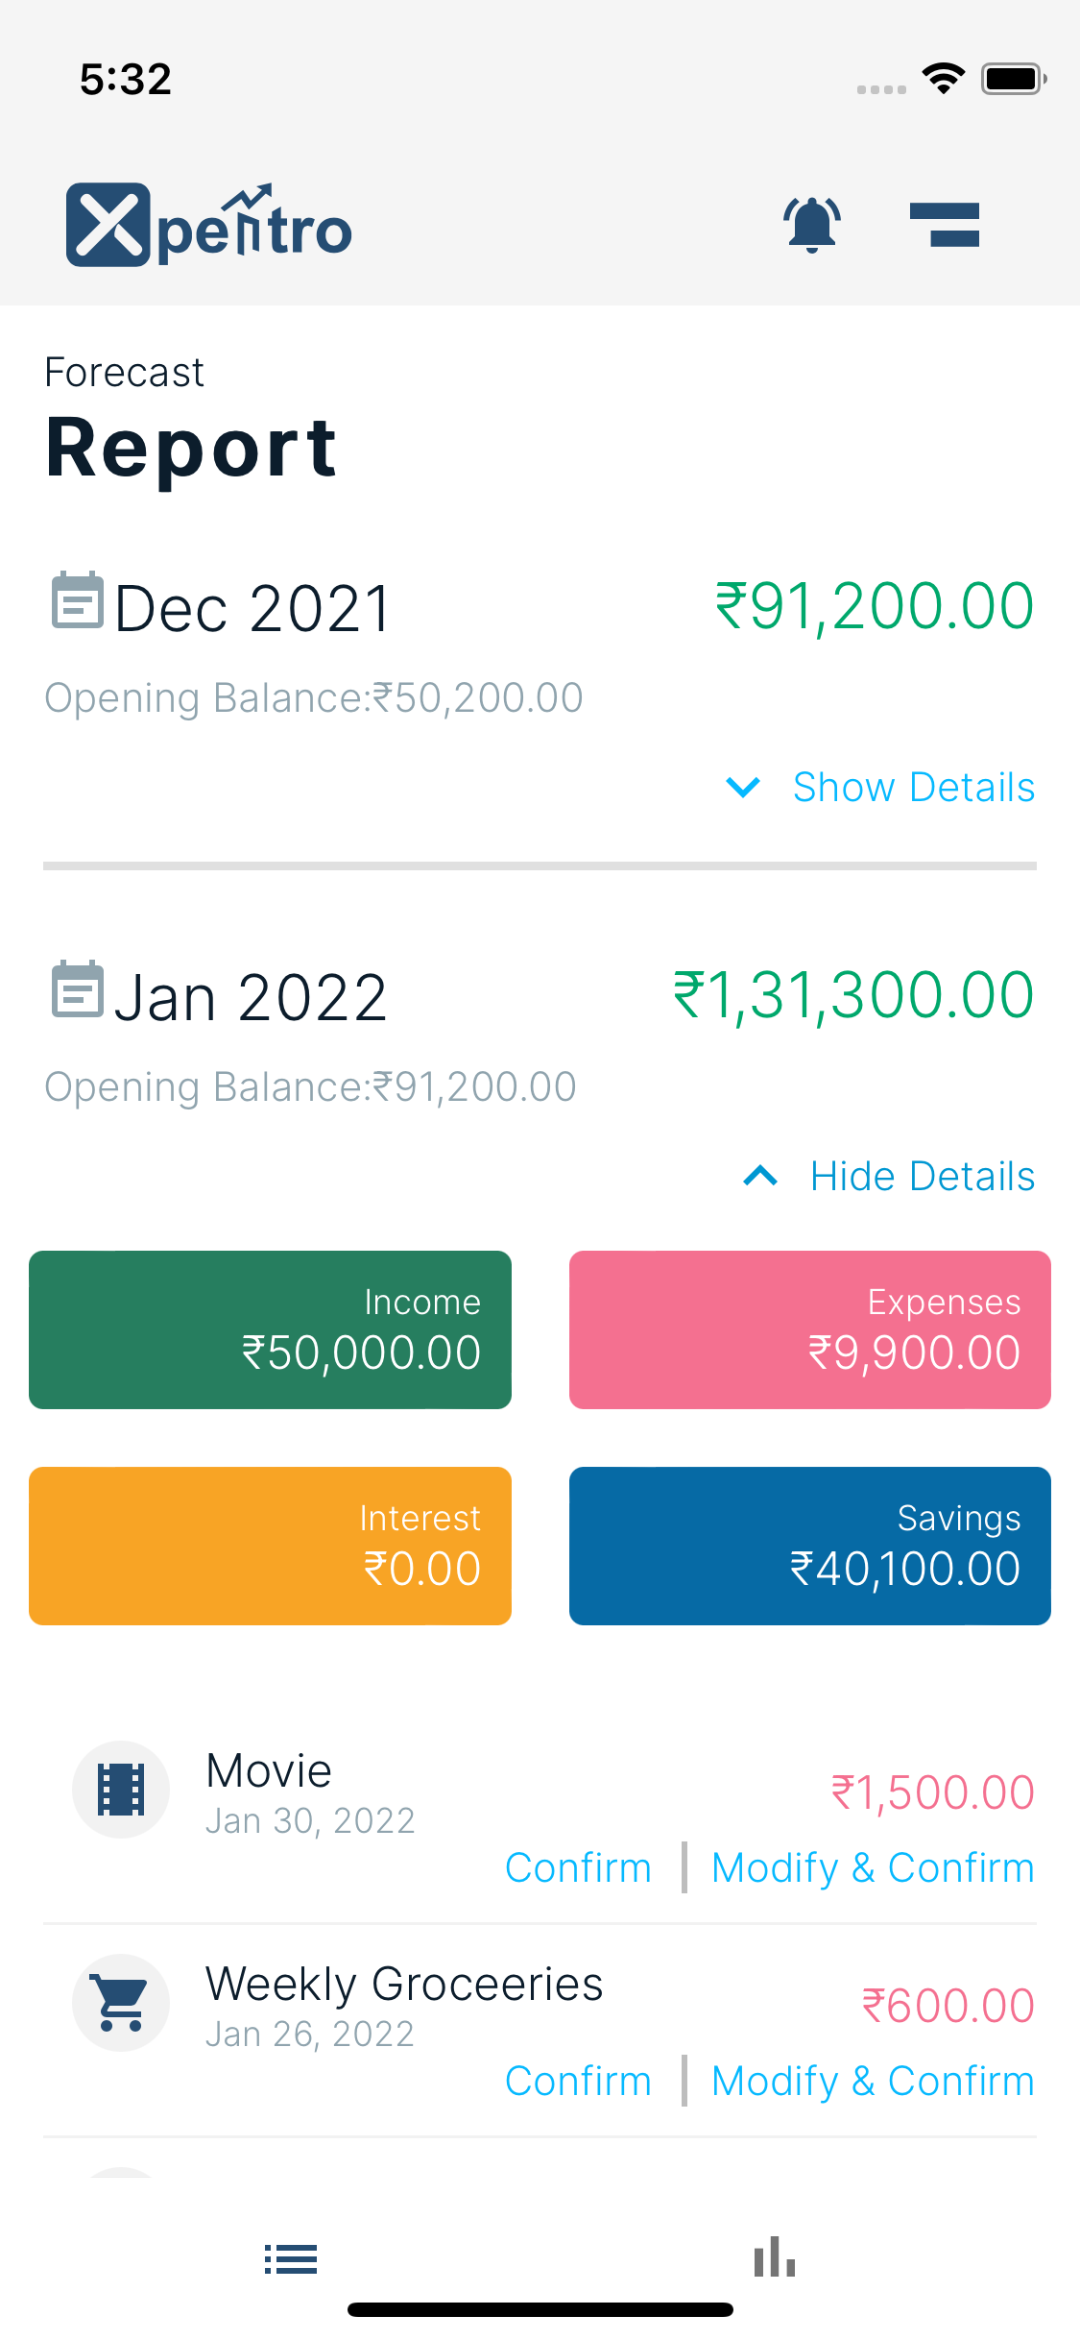 5:32
Xpentro
Forecast
Report
Dec 2021 ₹91,200.00
Opening Balance:₹50,200.00
Show Details
Jan 2022 ₹1,31,300.00
Opening Balance:₹91,200.00
Hide Details
Income Expenses
₹50,000.00 ₹9,900.00
Interest Savings
₹0.00 ₹40,100.00
Movie
₹1,500.00
Jan 30, 2022
Confirm | Modify & Confirm
Weekly Groceeries
₹600.00
Jan 26, 2022
Confirm | Modify & Confirm